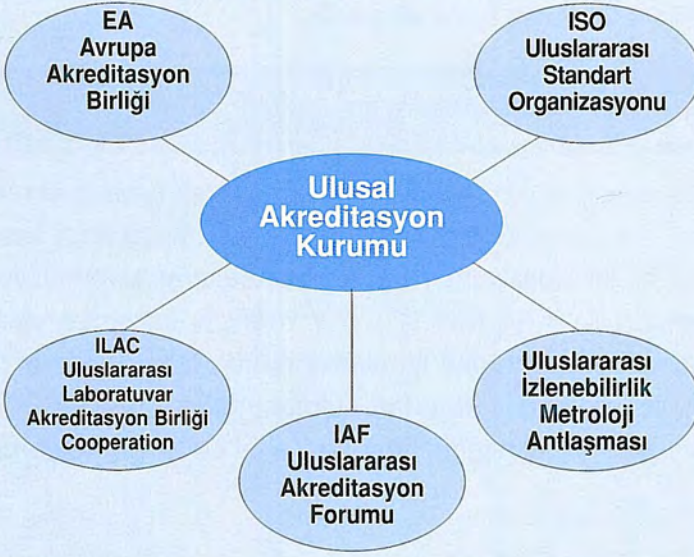 EA
Avrupa
Akreditasyon
Birliği
ISO
Uluslararası
Standart
Organizasyonu
Ulusal
Akreditasyon
Kurumu
ILAC
Uluslararası
Laboratuvar
Akreditasyon Birliği
Cooperation
IAF
Uluslararası
Akreditasyon
Forumu
Uluslararası
İzlenebilirlik
Metroloji
Antlaşması